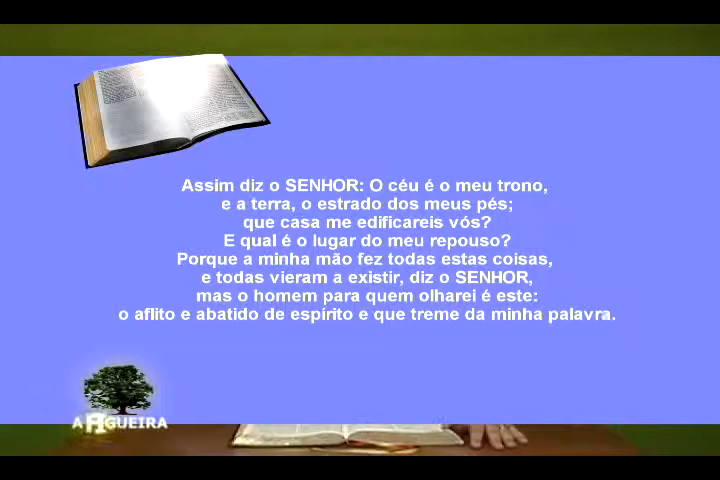 Assim diz o SENHOR: O céu é o meu trono,
e a terra, o estrado dos meus pés;
que casa me edificareis vós?
E qual é o lugar do meu repouso?
Porque a minha mão fez todas estas coisas,
e todas vieram a existir, diz o SENHOR,
mas o homem para quem olharei é este:
o aflito e abatido de espírito e que treme da minha palavra.
A RGUEIRA